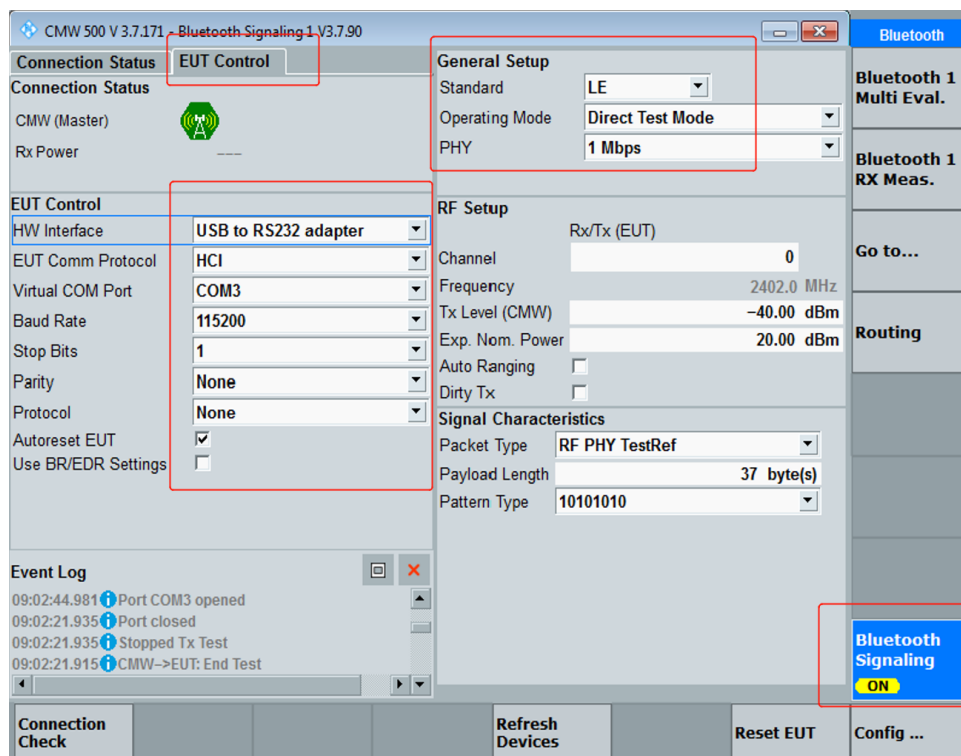 CMW 500 V 3.7.171 - Bluetooth Signaling 1 V3.7.90
Connection Status
EUT Control
Connection Status
CMW (Master)
Rx Power
---
EUT Control
HW Interface USB to RS232 adapter
EUT Comm Protocol HCI
Virtual COM Port COM3
Baud Rate 115200
Stop Bits 1
Parity None
Protocol None
Autoreset EUT
Use BR/EDR Settings
Event Log
09:02:44.981 Port COM3 opened
09:02:21.935 Port closed
09:02:21.935 Stopped Tx Test
09:02:21.915 CMW-->EUT: End Test
General Setup
Standard LE
Operating Mode Direct Test Mode
PHY 1 Mbps
RF Setup
Rx/Tx (EUT)
Channel 0
Frequency 2402.0 MHz
Tx Level (CMW) -40.00 dBm
Exp. Nom. Power 20.00 dBm
Auto Ranging
Dirty Tx
Signal Characteristics
Packet Type RF PHY TestRef
Payload Length 37 byte(s)
Pattern Type 10101010
Bluetooth
Bluetooth 1
Multi Eval.
Bluetooth 1
RX Meas.
Go to...
Routing
Bluetooth
Signaling
ON
Connection
Check
Refresh
Devices
Reset EUT
Config ...